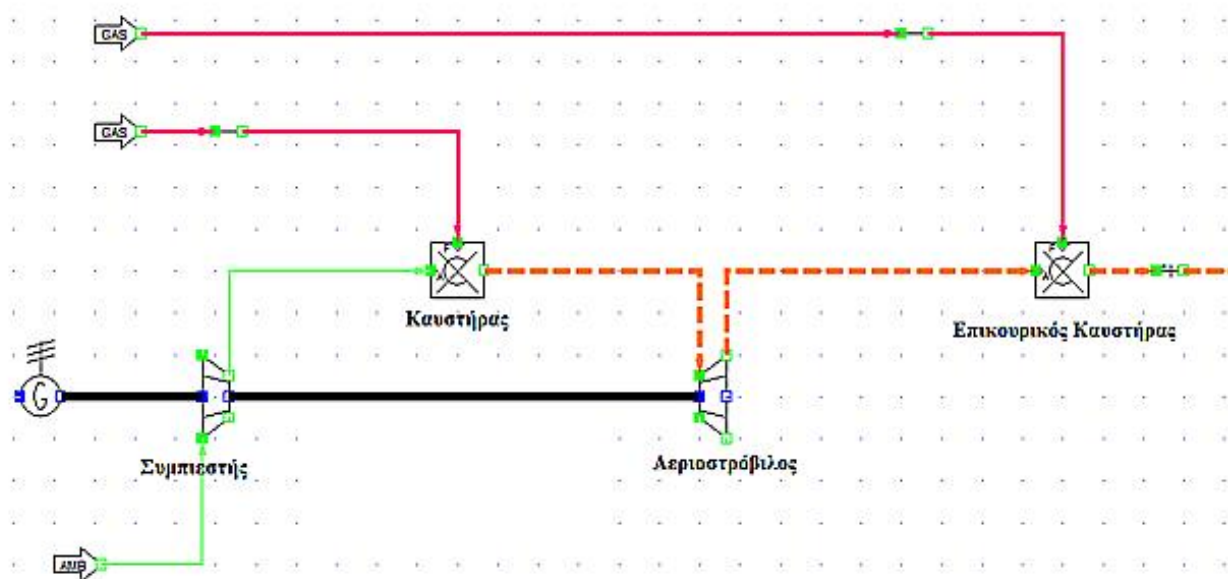 GAS
GAS
F
F
A
A
Καυστήρας
Επικουρικός Καυστήρας
G
Συμπιεστής
Αεριοστρόβιλος
AMB